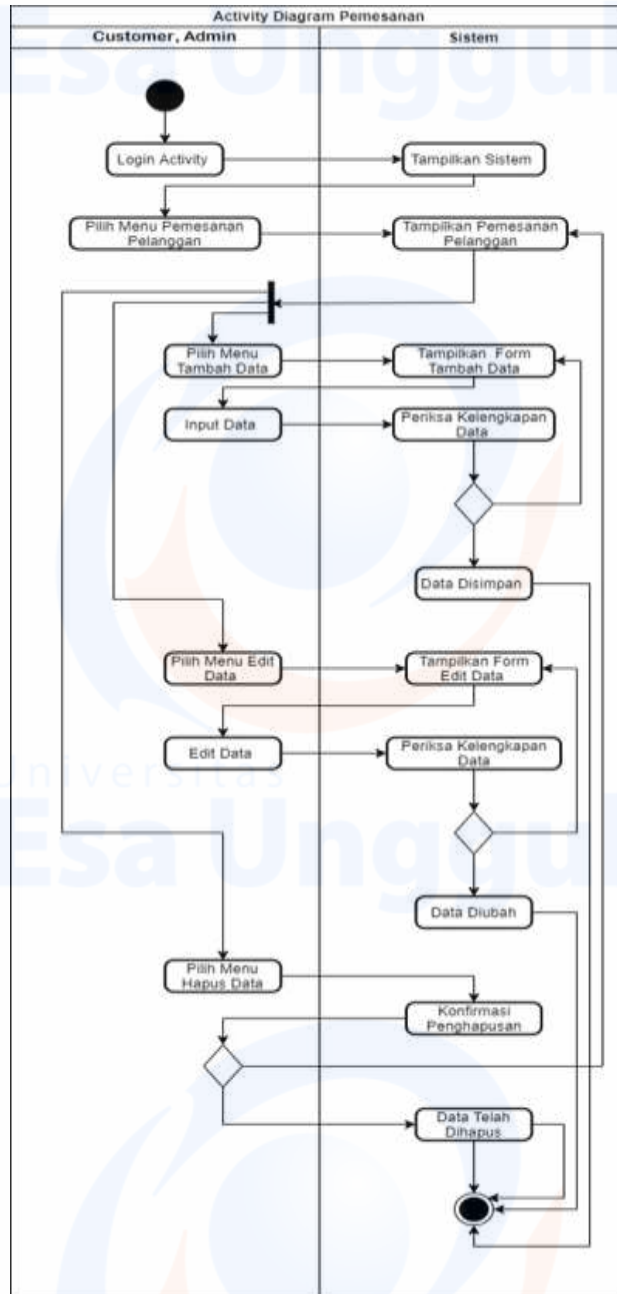 Activity Diagram Pemesanan
Customer, Admin
Sistem
Login Activity
Tampilkan Sistem
Pilih Menu Pemesanan
Pelanggan
Tampilkan Pemesanan
Pelanggan
Pilih Menu
Tambah Data
Tampilkan Form
Tambah Data
Input Data
Periksa Kelengkapan
Data
Data Disimpan
Pilih Menu Edit
Data
Tampilkan Form
Edit Data
Edit Data
Periksa Kelengkapan
Data
Data Diubah
Pilih Menu
Hapus Data
Konfirmasi
Penghapusan
Data Telah
Dihapus
Esa Unggul
Universitas
Esa Unggul